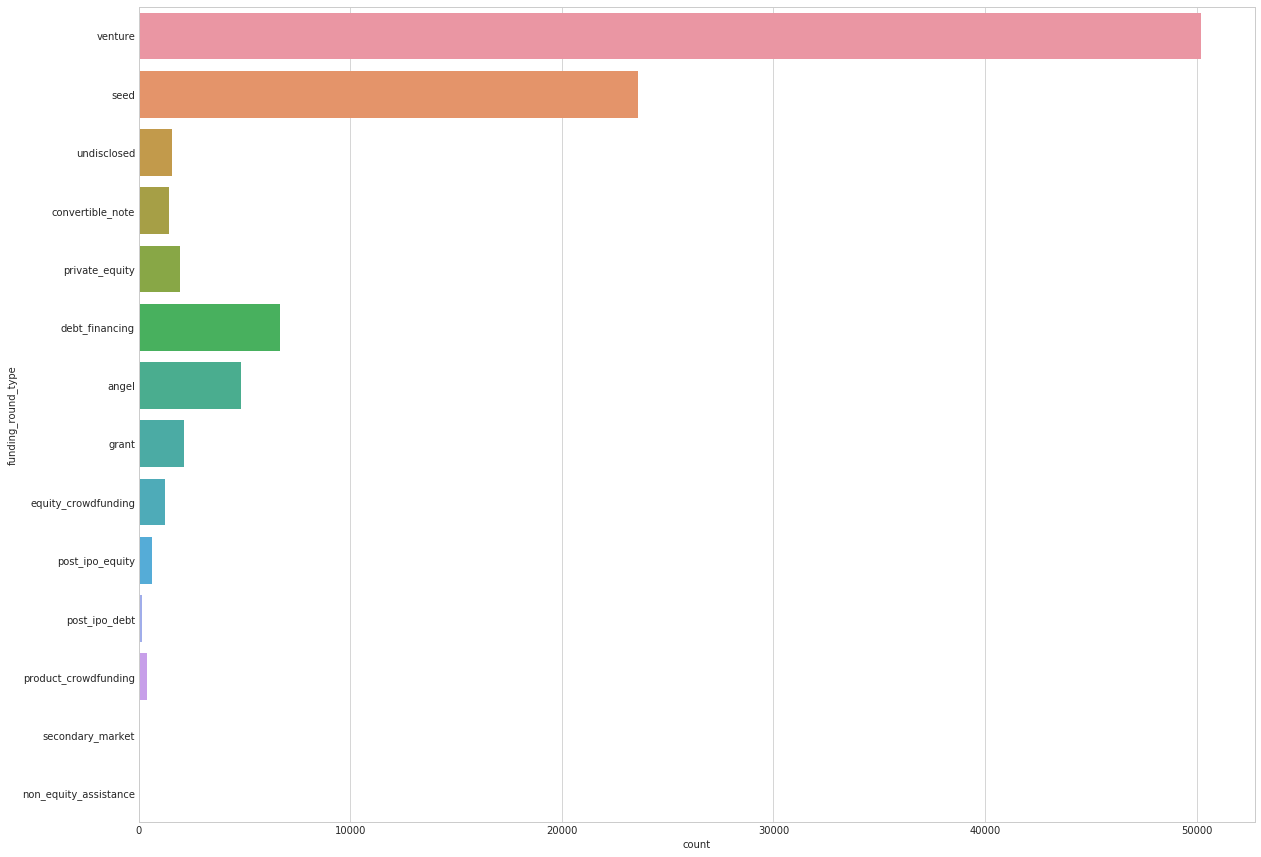 venture
seed
undisclosed
convertible_note
private_equity
debt_financing
angel
grant
equity_crowdfunding
post_ipo_equity
post_ipo_debt
product_crowdfunding
secondary_market
non_equity_assistance
funding_round_type
0 10000 20000 30000 40000 50000
count